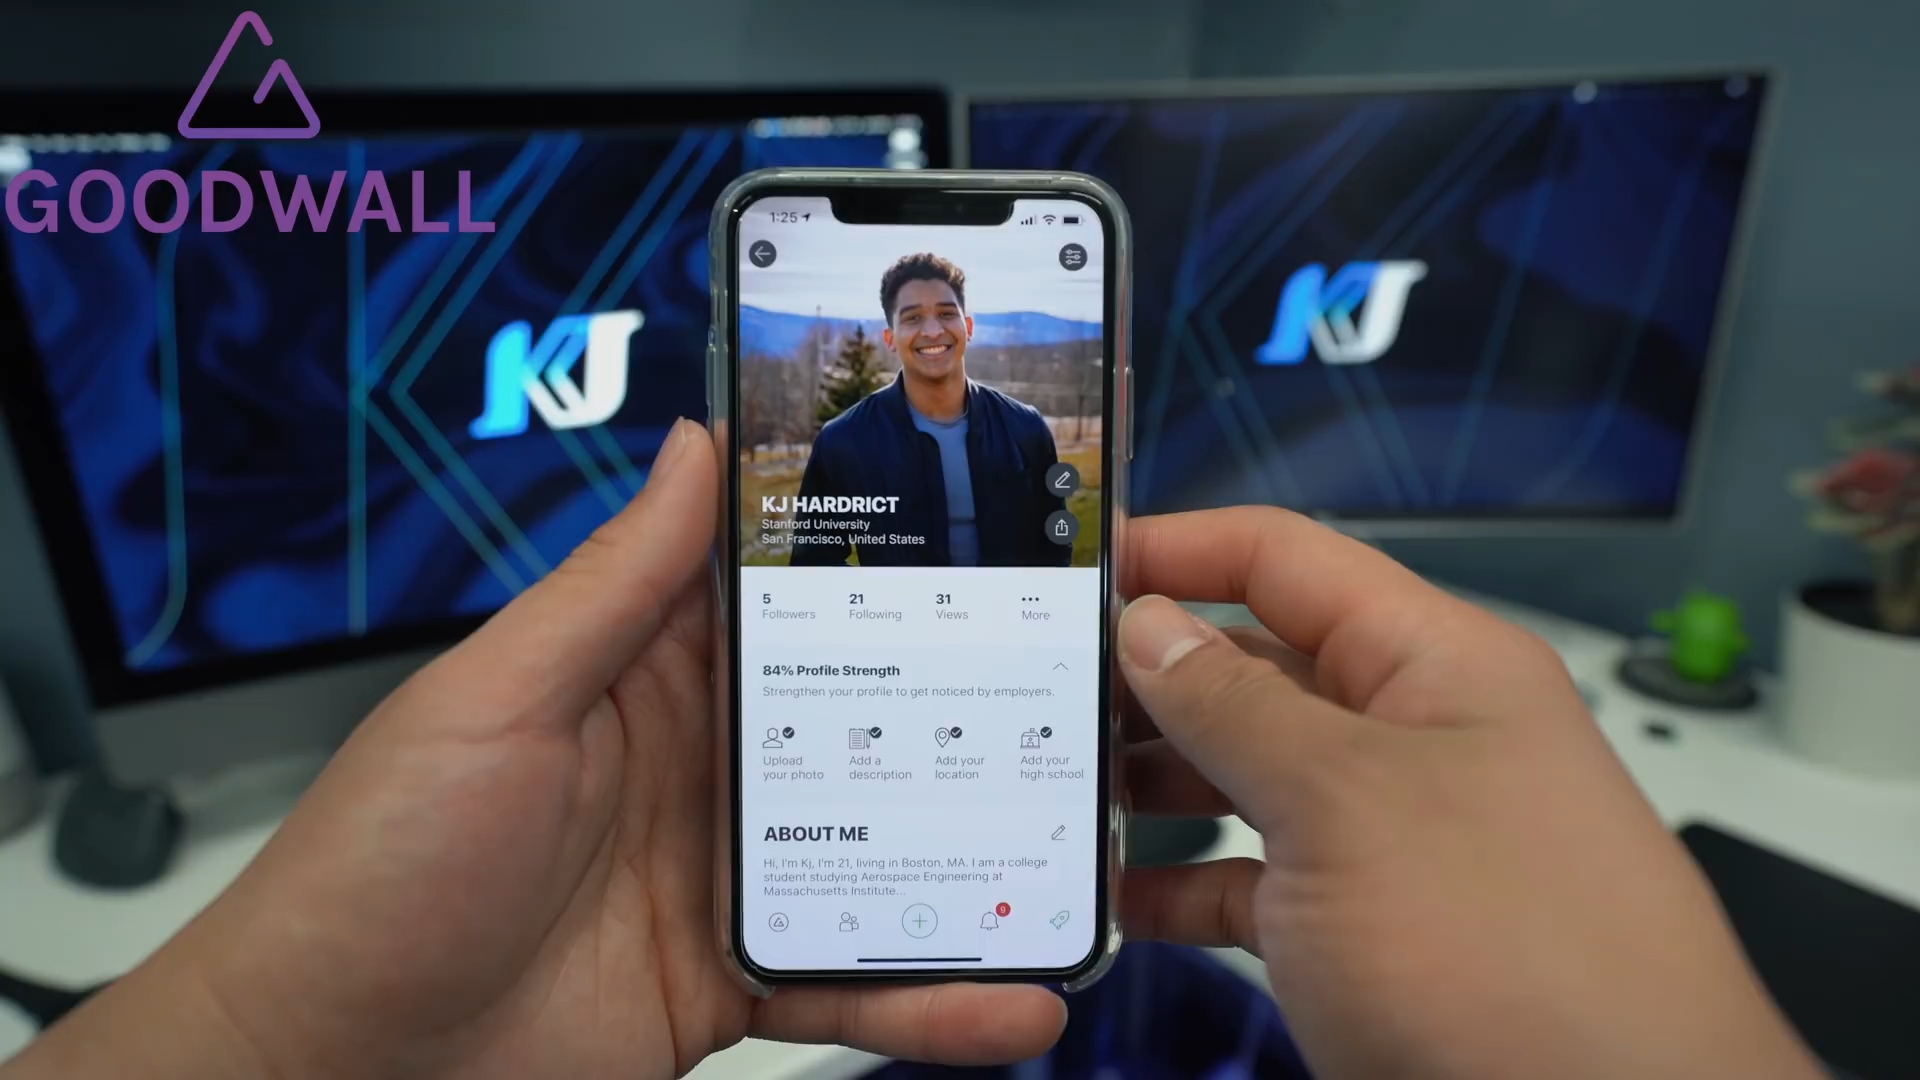 GOODWALL
KJ
KJ
1:25
KJ HARDRICT
Stanford University
San Francisco, United States
5
Followers
21
Following
31
Views
More
84% Profile Strength
Strengthen your profile to get noticed by employers.
Upload
your photo
Add a
description
Add your
location
Add your
high school
ABOUT ME
Hi, I'm Kj, I'm 21, living in Boston, MA. I am a college
student studying Aerospace Engineering at
Massachusetts Institute...
9